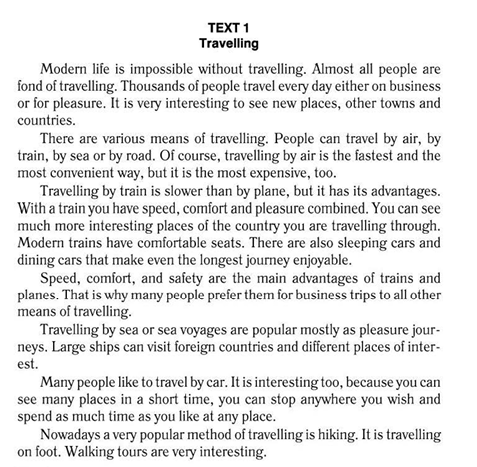 TEXT 1
Travelling
Modern life is impossible without travelling. Almost all people are
fond of travelling. Thousands of people travel every day either on business
or for pleasure. It is very interesting to see new places, other towns and
countries.
There are various means of travelling. People can travel by air, by
train, by sea or by road. Of course, travelling by air is the fastest and the
most convenient way, but it is the most expensive, too.
Travelling by train is slower than by plane, but it has its advantages.
With a train you have speed, comfort and pleasure combined. You can see
much more interesting places of the country you are travelling through.
Modern trains have comfortable seats. There are also sleeping cars and
dining cars that make even the longest journey enjoyable.
Speed, comfort, and safety are the main advantages of trains and
planes. That is why many people prefer them for business trips to all other
means of travelling.
Travelling by sea or sea voyages are popular mostly as pleasure jour-
neys. Large ships can visit foreign countries and different places of inter-
est.
Many people like to travel by car. It is interesting too, because you can
see many places in a short time, you can stop anywhere you wish and
spend as much time as you like at any place.
Nowadays a very popular method of travelling is hiking. It is travelling
on foot. Walking tours are very interesting.